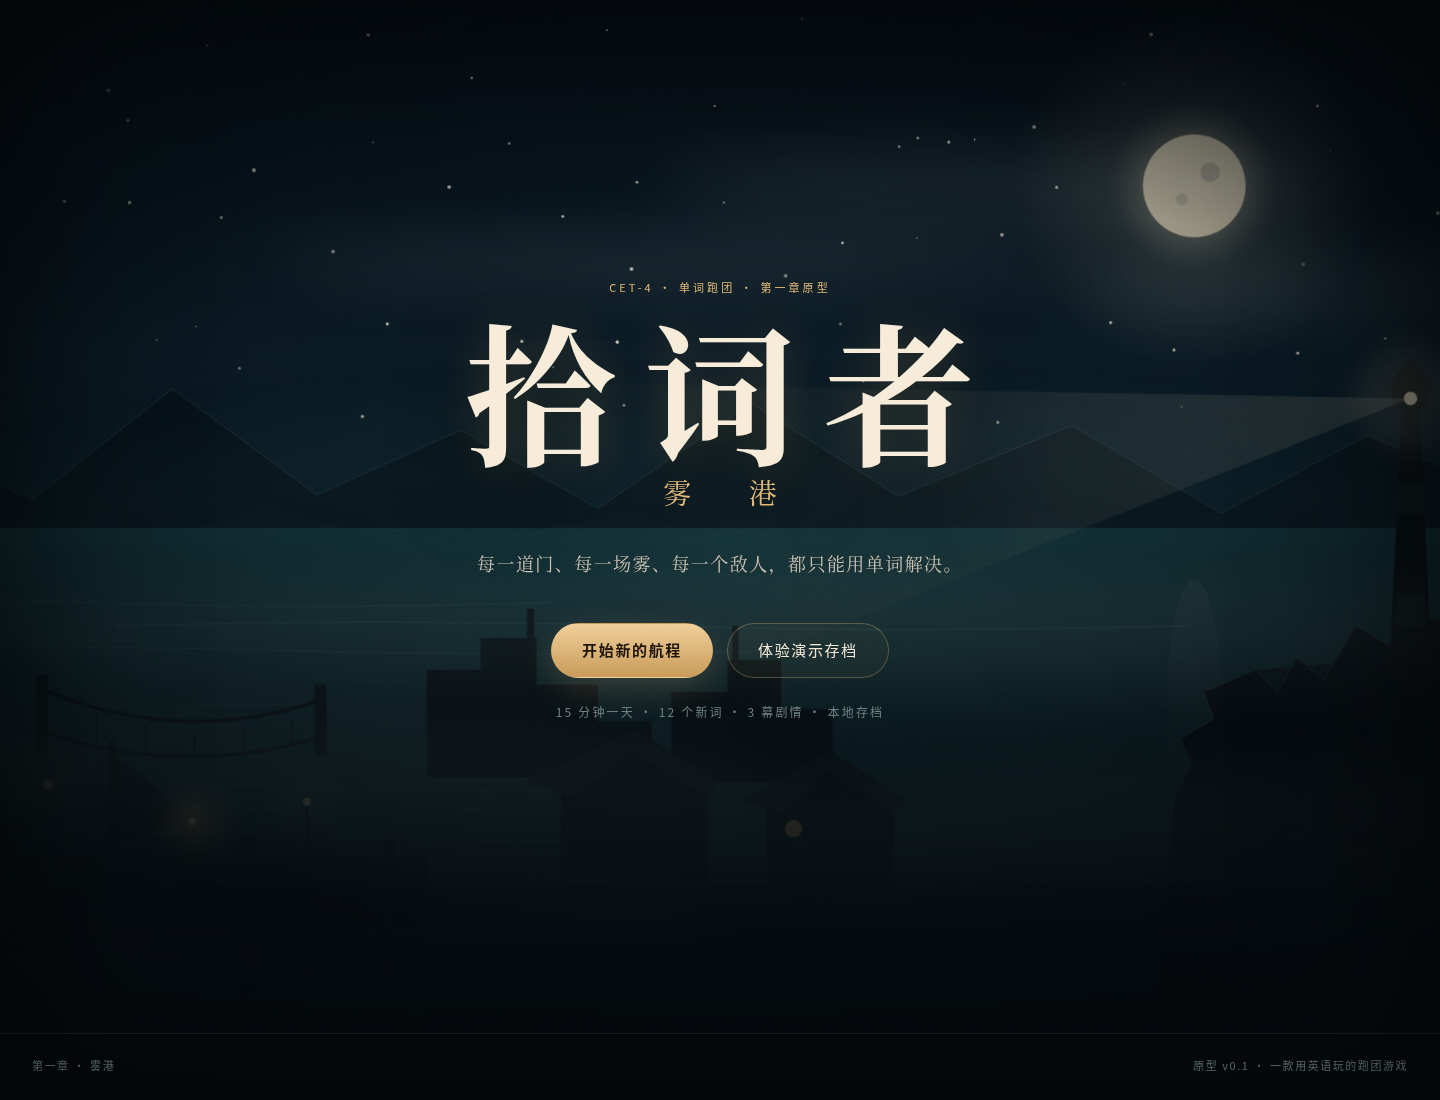 CET-4 · 单词跑团 · 第一章原型
拾词者
雾港
每一道门、每一场雾、每一个敌人，都只能用单词解决。
开始新的航程
体验演示存档
15 分钟一天 · 12 个新词 · 3 幕剧情 · 本地存档
第一章 · 雾港
原型 v0.1 · 一款用英语玩的跑团游戏